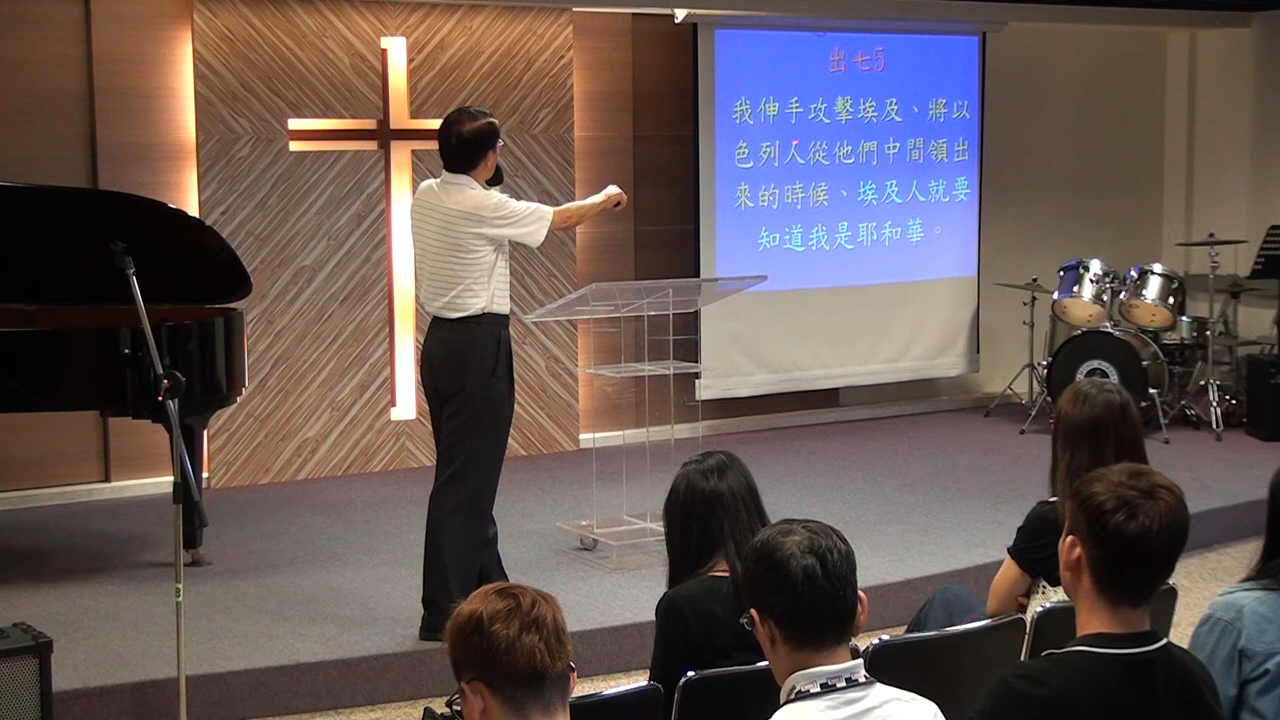 出七5
我伸手攻擊埃及、將以
色列人從他們中間領出
來的時候、埃及人就要
知道我是耶和華。